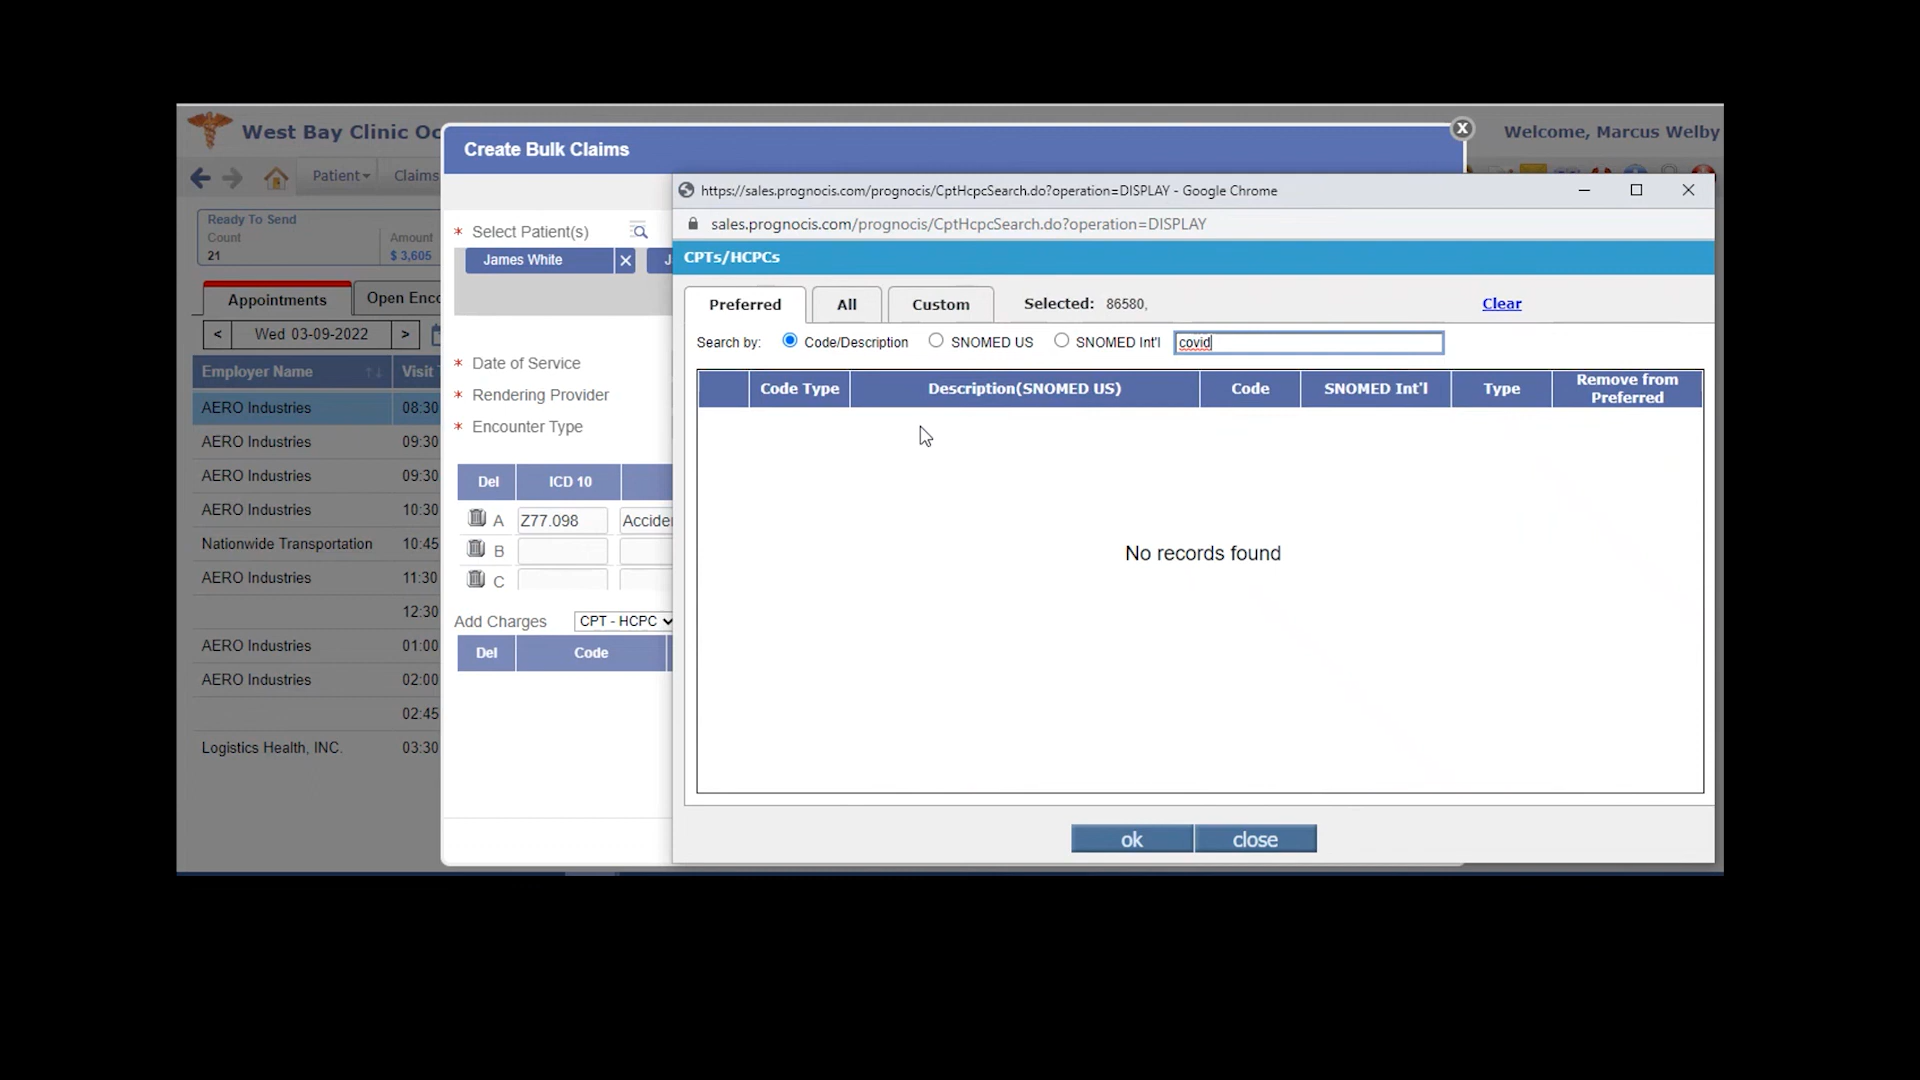 West Bay Clinic Oc
Welcome, Marcus Welby
Patient
Claims
Ready To Send
Count
Amount
21
$ 3,605
Appointments
Open Enco
<
Wed 03-09-2022
>
Employer Name
Visit
AERO Industries
08:30
AERO Industries
09:30
AERO Industries
09:30
AERO Industries
10:30
Nationwide Transportation
10:45
AERO Industries
11:30
12:30
AERO Industries
01:00
AERO Industries
02:00
02:45
Logistics Health, INC.
03:30
Create Bulk Claims
X
* Select Patient(s)
James White
X
J
* Date of Service
* Rendering Provider
* Encounter Type
Del
ICD 10
A
Z77.098
Accider
B
C
Add Charges
CPT - HCPC
Del
Code
https://sales.prognocis.com/prognocis/CptHcpcSearch.do?operation=DISPLAY - Google Chrome
sales.prognocis.com/prognocis/CptHcpcSearch.do?operation=DISPLAY
CPTs/HCPCs
Preferred
All
Custom
Selected: 86580,
Clear
Search by:
Code/Description
SNOMED US
SNOMED Int'l
covid
Code Type
Description(SNOMED US)
Code
SNOMED Int'l
Type
Remove from
Preferred
No records found
ok
close